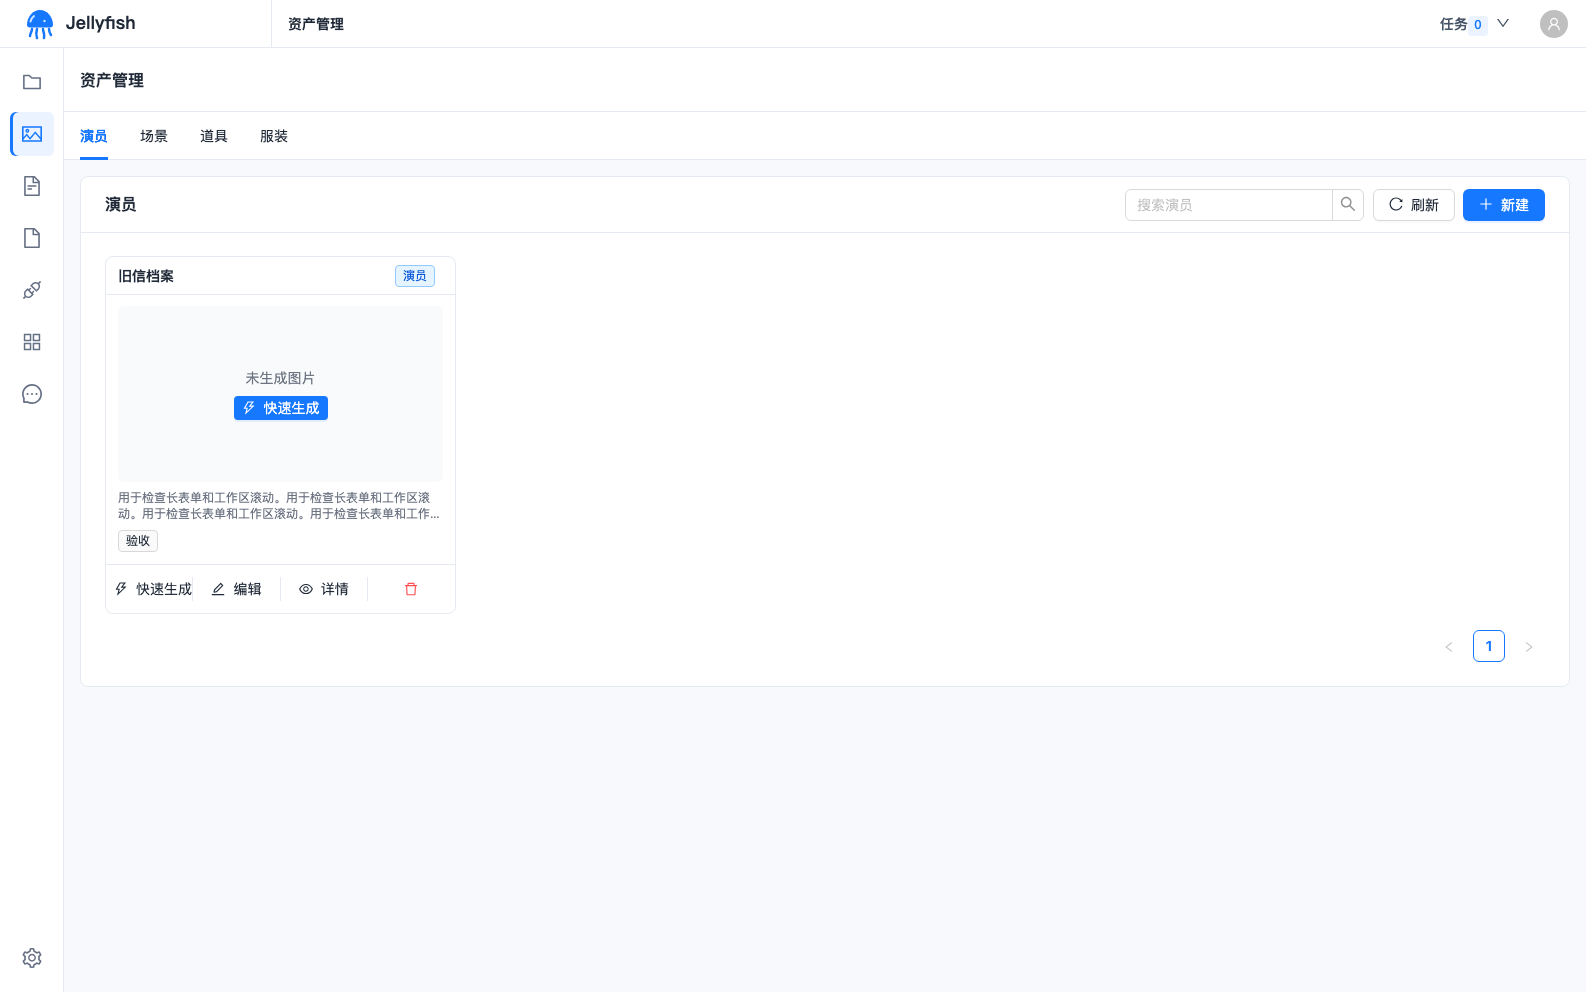 Jellyfish
资产管理
任务 0
资产管理
演员 场景 道具 服装
演员
搜索演员
刷新
新建
旧信档案
演员
未生成图片
快速生成
用于检查长表单和工作区滚动。用于检查长表单和工作区滚
动。用于检查长表单和工作区滚动。用于检查长表单和工作...
验收
快速生成 编辑 详情
1